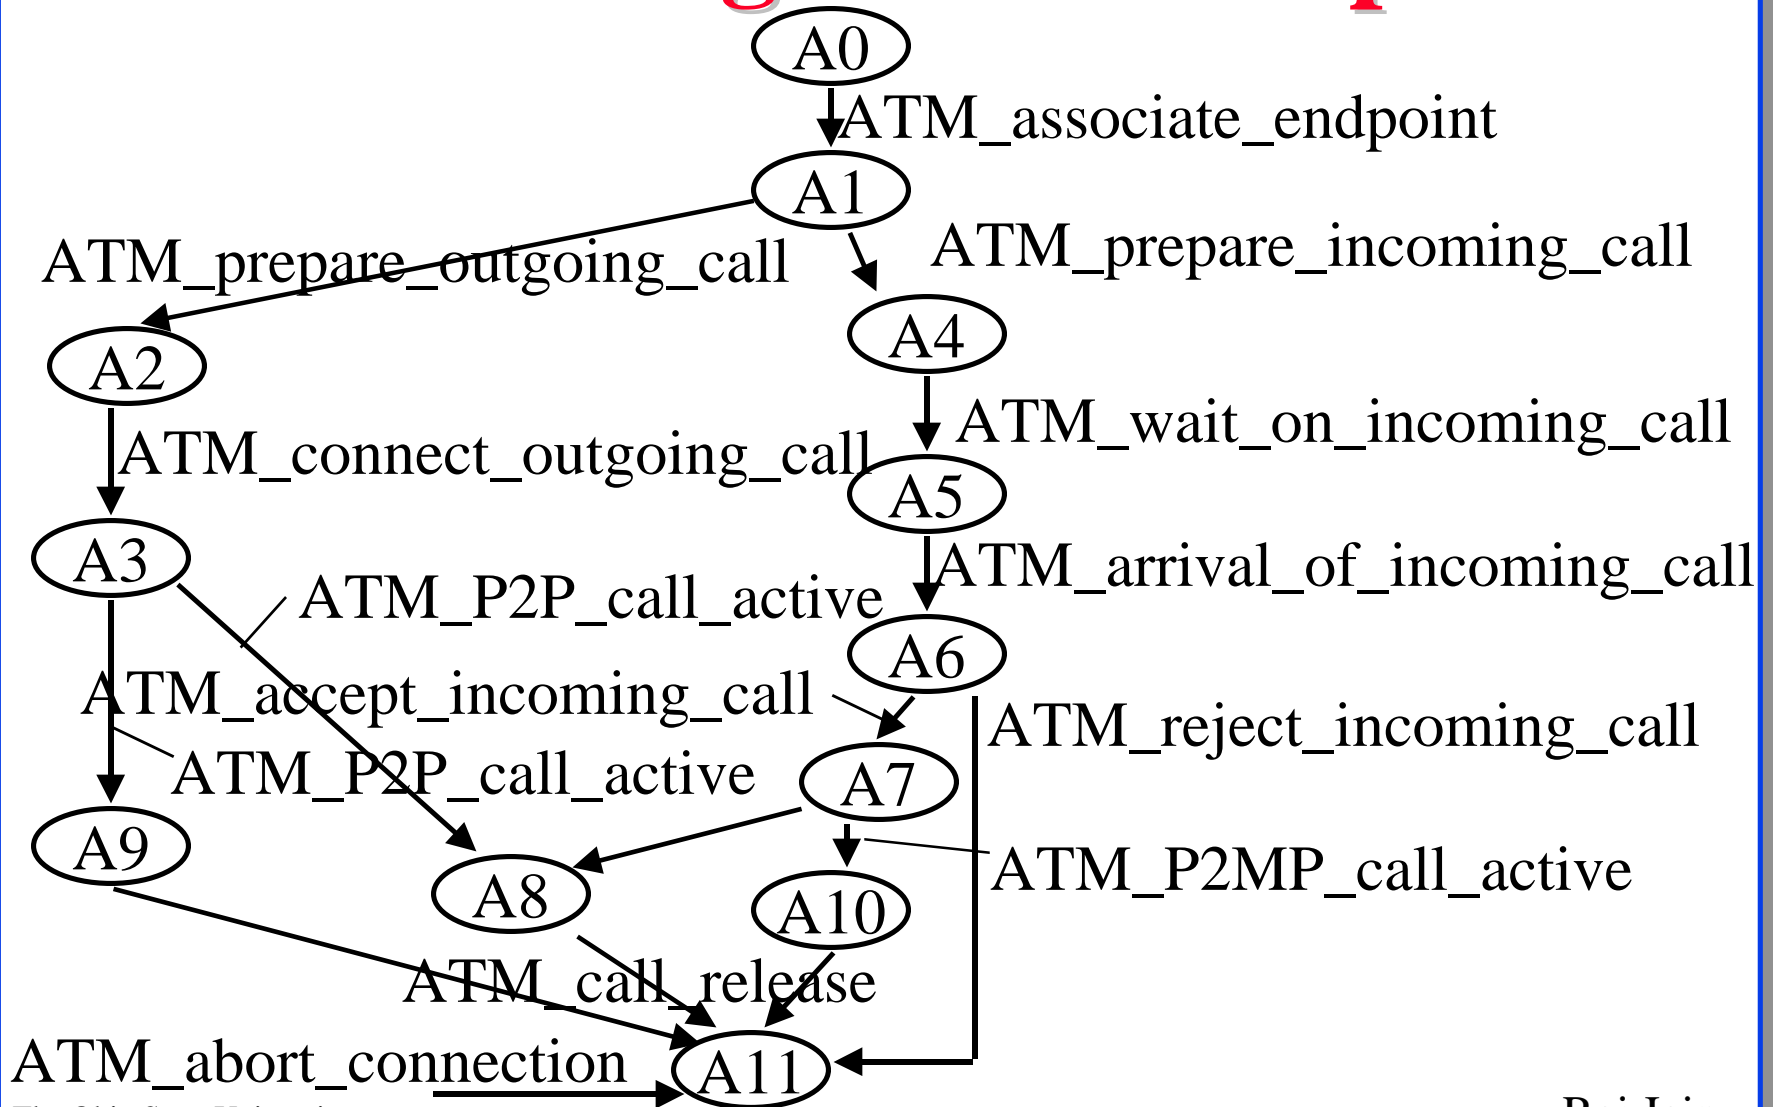 A0
ATM_associate_endpoint
A1
ATM_prepare_outgoing_call
ATM_prepare_incoming_call
A4
A2
ATM_wait_on_incoming_call
ATM_connect_outgoing_call
A5
A3
ATM_arrival_of_incoming_call
ATM_P2P_call_active
A6
ATM_accept_incoming_call
ATM_reject_incoming_call
ATM_P2P_call_active
A7
A9
ATM_P2MP_call_active
A8
A10
ATM_call_release
ATM_abort_connection
A11